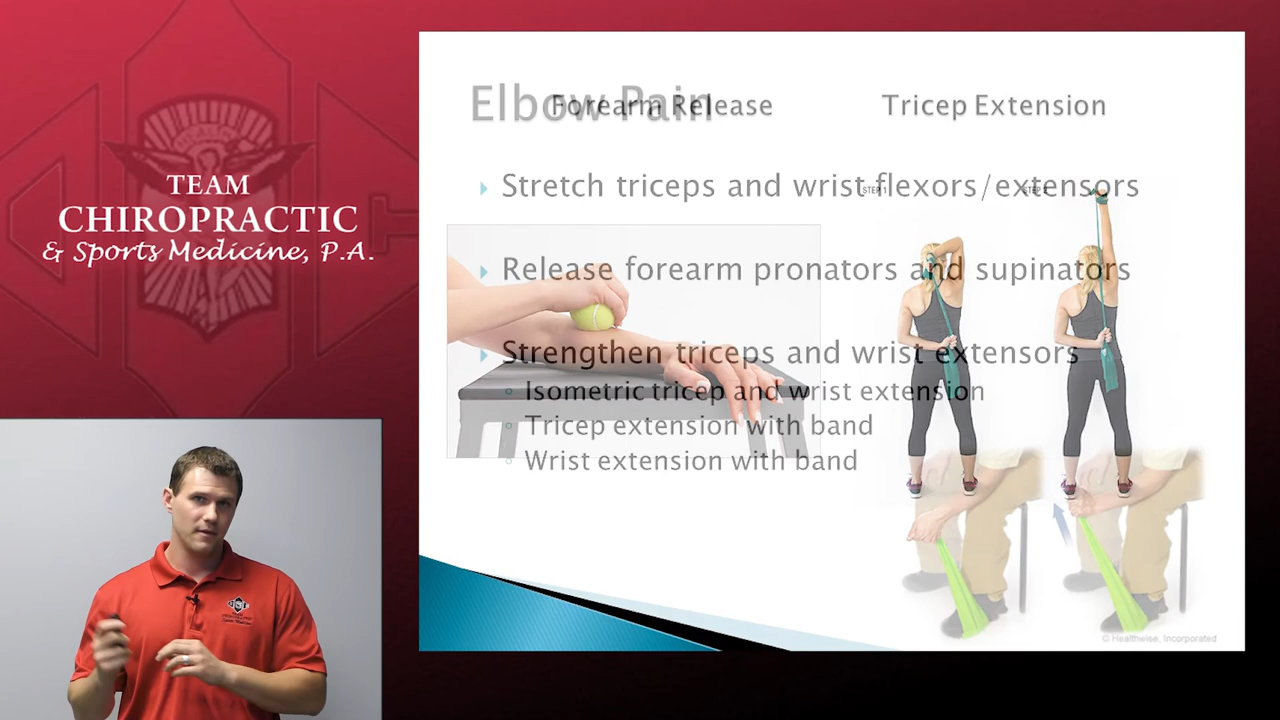 TEAM
CHIROPRACTIC
& Sports Medicine, P.A.
Elbow Pain
Forearm Release
Tricep Extension
Stretch triceps and wrist flexors/extensors
STEP 1
Release forearm pronators and supinators
Strengthen triceps and wrist extensors
Isometric tricep and wrist extension
Tricep extension with band
Wrist extension with band
© Healthwise, Incorporated